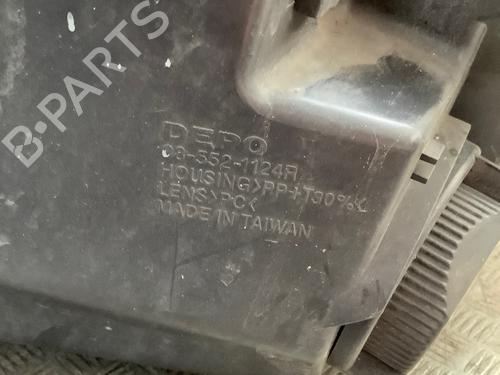 B-PARTS
DEPO
08-552-1124R
HOUSING>PP+T30%<
LENS>PC<
MADE IN TAIWAN